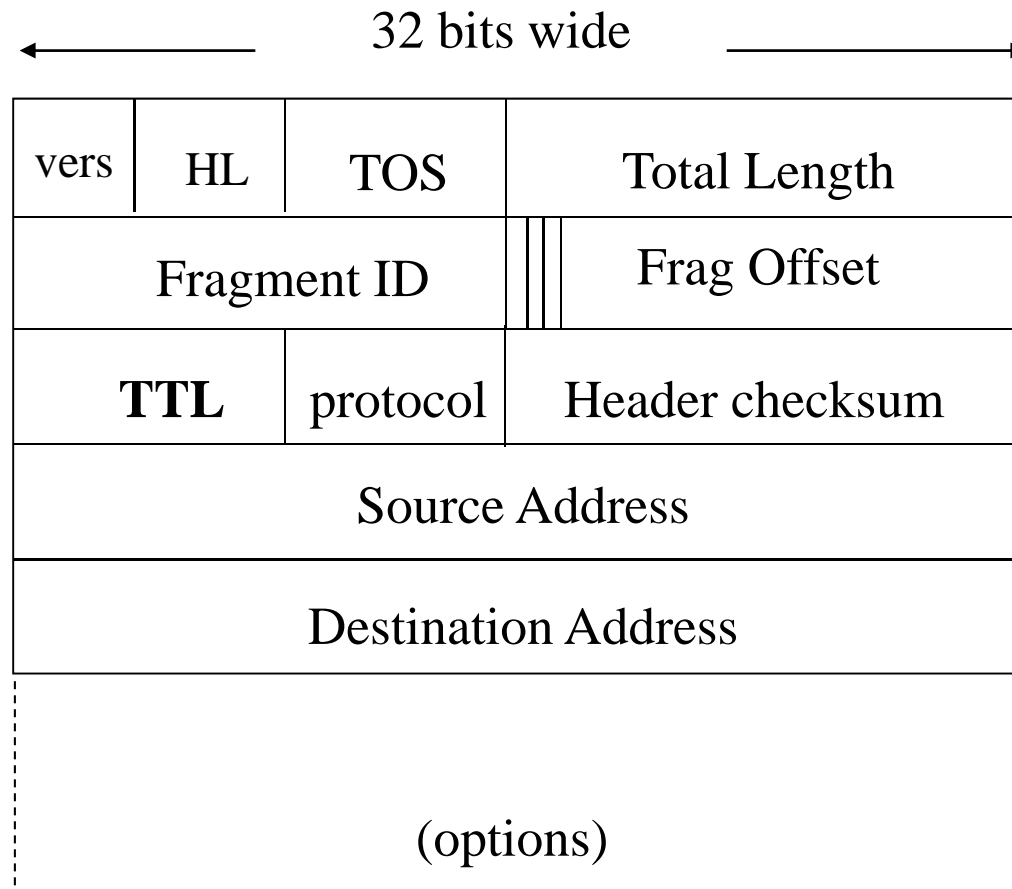 32 bits wide
vers HL TOS Total Length
Fragment ID Frag Offset
TTL protocol Header checksum
Source Address
Destination Address
(options)